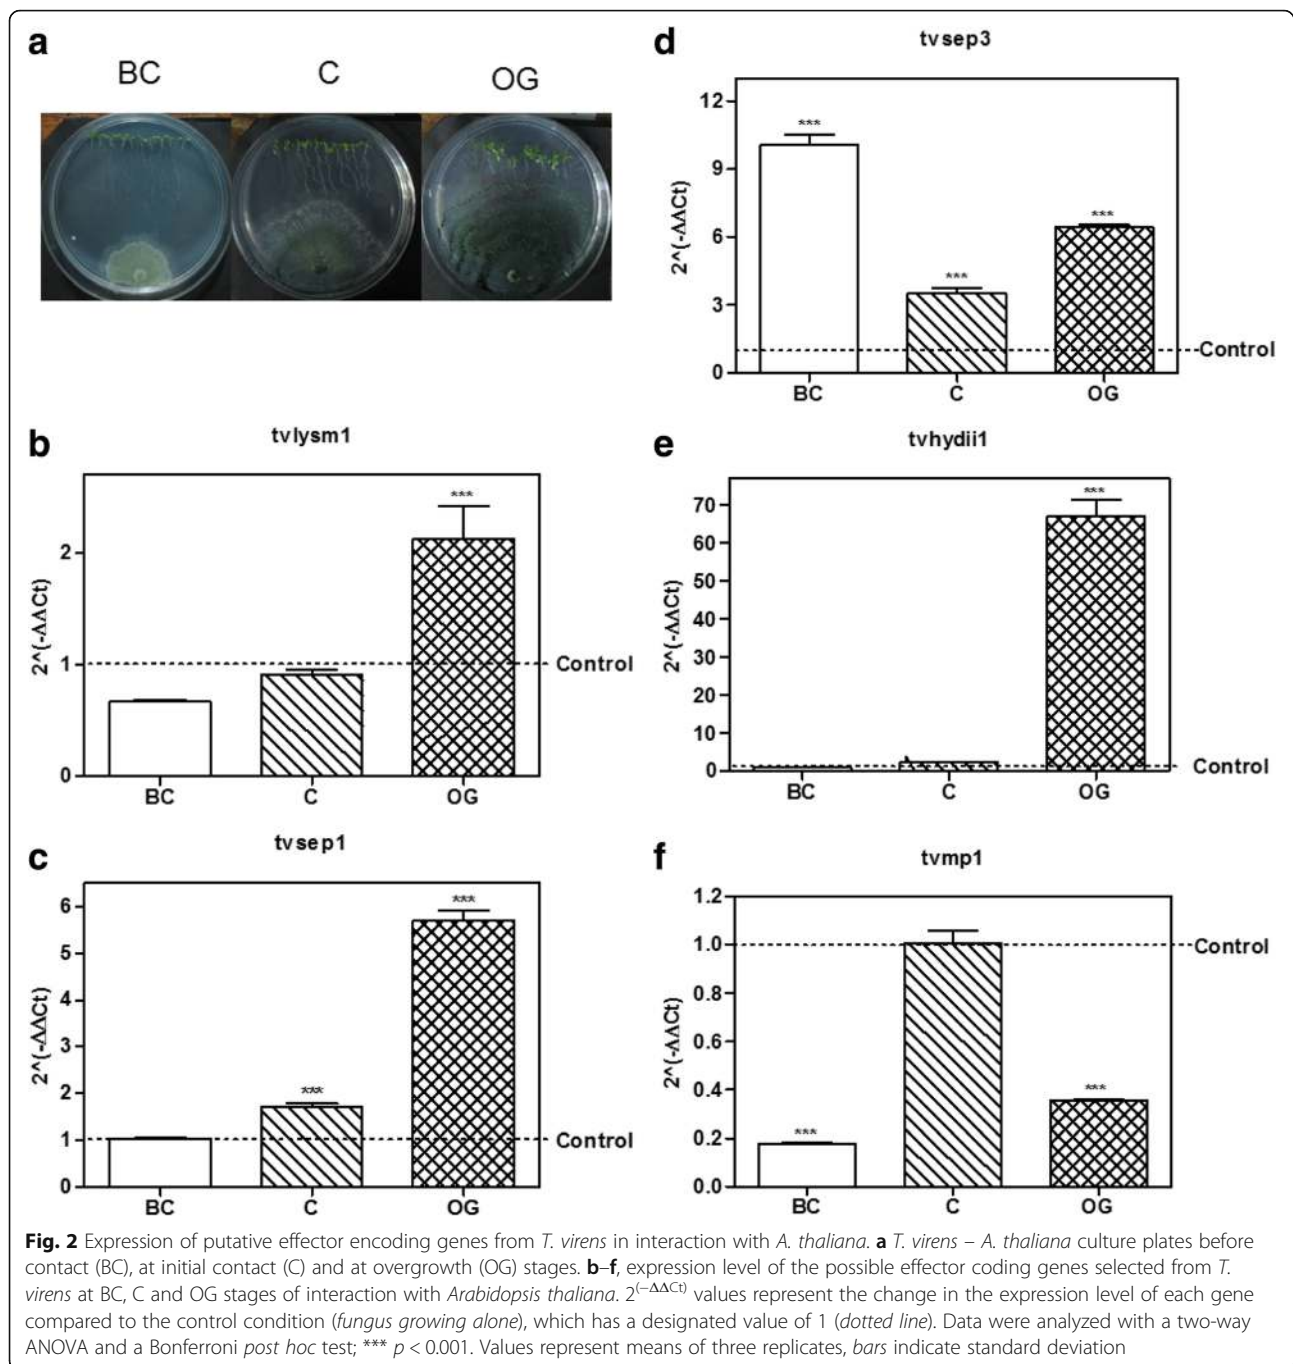 a
BC C OG
d
tvsep3
12
9
6
3
0
2^(-ΔΔCt)
***
***
***
Control
BC C OG
b
tvlysm1
2
1
0
2^(-ΔΔCt)
***
Control
BC C OG
e
tvhydii1
70
60
50
40
30
20
10
0
2^(-ΔΔCt)
***
Control
BC C OG
c
tvsep1
6
5
4
3
2
1
0
2^(-ΔΔCt)
***
***
Control
BC C OG
f
tvmp1
1.2
1.0
0.8
0.6
0.4
0.2
0.0
2^(-ΔΔCt)
***
***
Control
BC C OG
Fig. 2 Expression of putative effector encoding genes from T. virens in interaction with A. thaliana. a T. virens – A. thaliana culture plates before
contact (BC), at initial contact (C) and at overgrowth (OG) stages. b–f, expression level of the possible effector coding genes selected from T.
virens at BC, C and OG stages of interaction with Arabidopsis thaliana. 2^(−ΔΔCt) values represent the change in the expression level of each gene
compared to the control condition (fungus growing alone), which has a designated value of 1 (dotted line). Data were analyzed with a two-way
ANOVA and a Bonferroni post hoc test; *** p < 0.001. Values represent means of three replicates, bars indicate standard deviation